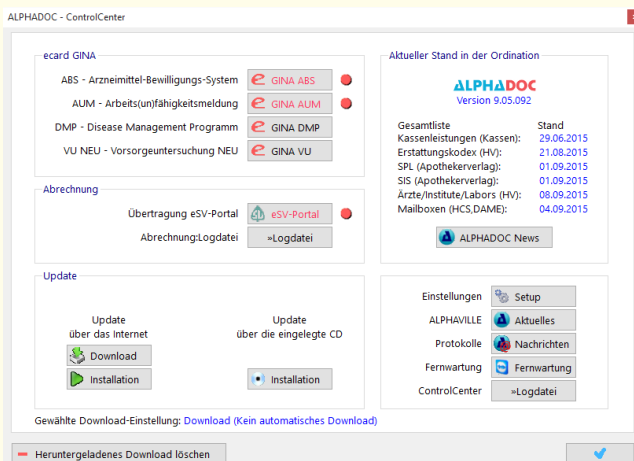 ALPHADOC - ControlCenter
ecard GINA
ABS - Arzneimittel-Bewilligungs-System
GINA ABS
AUM - Arbeits(un)fähigkeitsmeldung
GINA AUM
DMP - Disease Management Programm
GINA DMP
VU NEU - Vorsorgeuntersuchung NEU
GINA VU
Abrechnung
Übertragung eSV-Portal
eSV-Portal
Abrechnung:Logdatei
»Logdatei
Update
Update
über das Internet
Download
Installation
Update
über die eingelegte CD
Installation
Gewählte Download-Einstellung: Download (Kein automatisches Download)
Heruntergeladenes Download löschen
Aktueller Stand in der Ordination
ALPHADOC
Version 9.05.092
Gesamtliste Stand
Kassenleistungen (Kassen): 29.06.2015
Erstattungskodex (HV): 21.08.2015
SPL (Apothekerverlag): 01.09.2015
SIS (Apothekerverlag): 01.09.2015
Ärzte/Institute/Labors (HV): 08.09.2015
Mailboxen (HCS,DAME): 04.09.2015
ALPHADOC News
Einstellungen
Setup
ALPHAVILLE
Aktuelles
Protokolle
Nachrichten
Fernwartung
Fernwartung
ControlCenter
»Logdatei